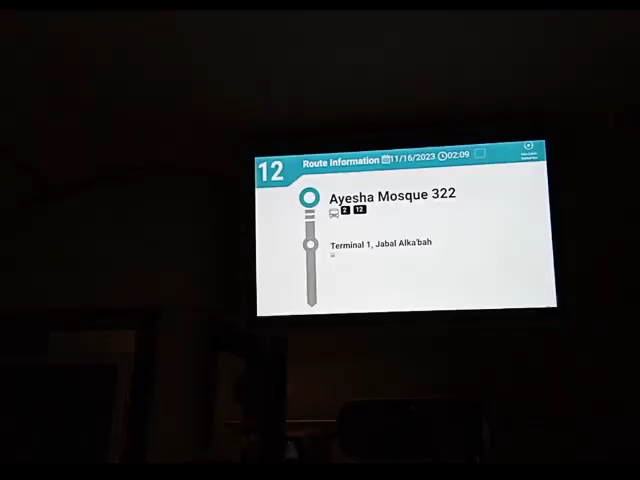 12
Route Information 11/16/2023 02:09
Ayesha Mosque 322
2 12
Terminal 1, Jabal Alka'bah